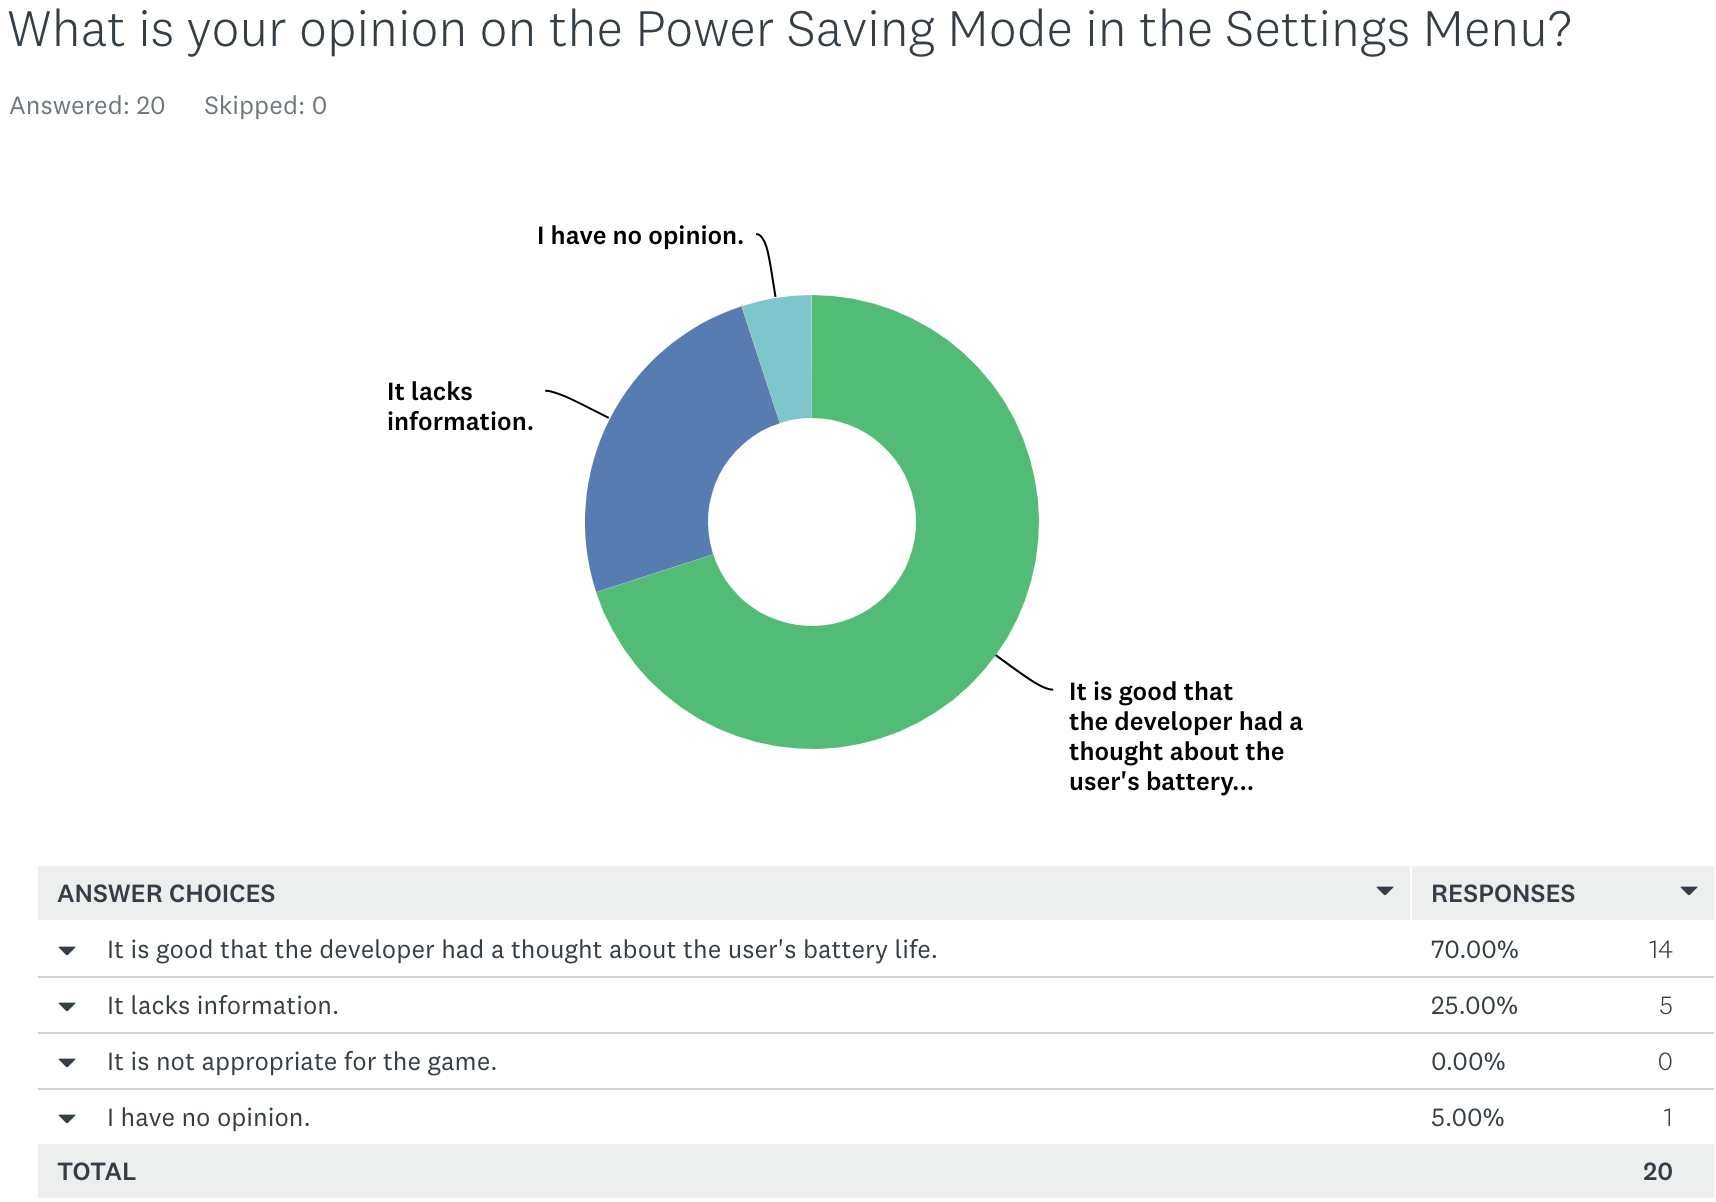 What is your opinion on the Power Saving Mode in the Settings Menu?
Answered: 20 Skipped: 0
I have no opinion.
It lacks
information.
It is good that
the developer had a
thought about the
user's battery...
ANSWER CHOICES RESPONSES
It is good that the developer had a thought about the user's battery life. 70.00% 14
It lacks information. 25.00% 5
It is not appropriate for the game. 0.00% 0
I have no opinion. 5.00% 1
TOTAL 20